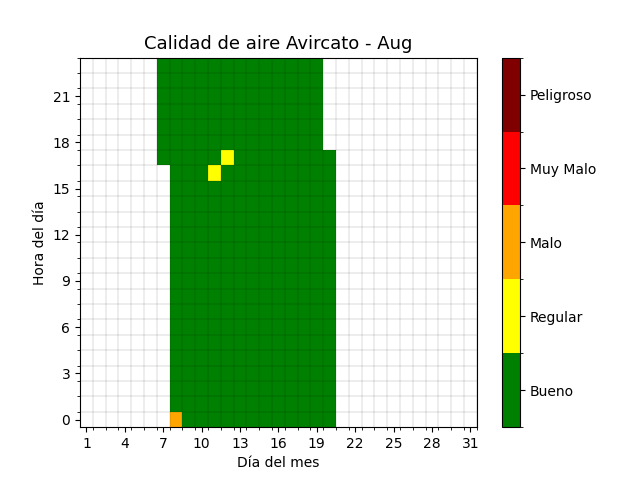 Calidad de aire Avircato - Aug
Hora del día
21
18
15
12
9
6
3
0
1 4 7 10 13 16 19 22 25 28 31
Día del mes
Peligroso
Muy Malo
Malo
Regular
Bueno